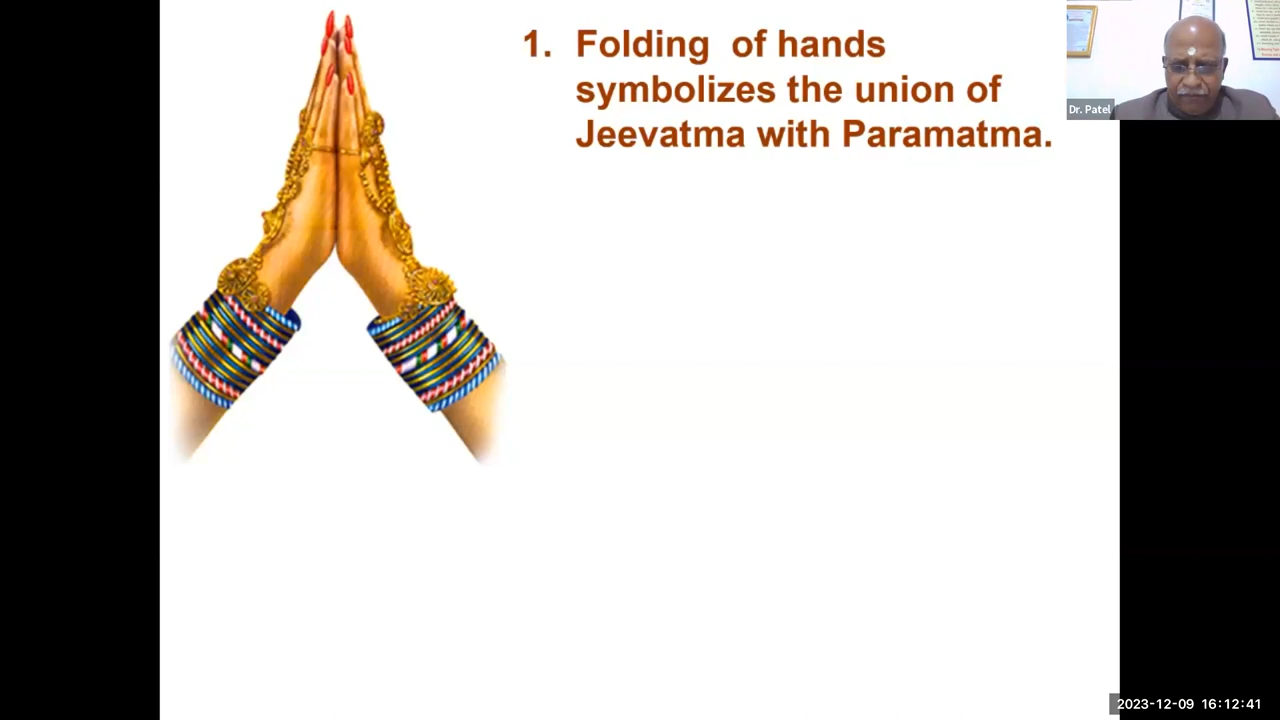 1. Folding of hands
symbolizes the union of
Jeevatma with Paramatma.
Dr. Patel
2023-12-09 16:12:41